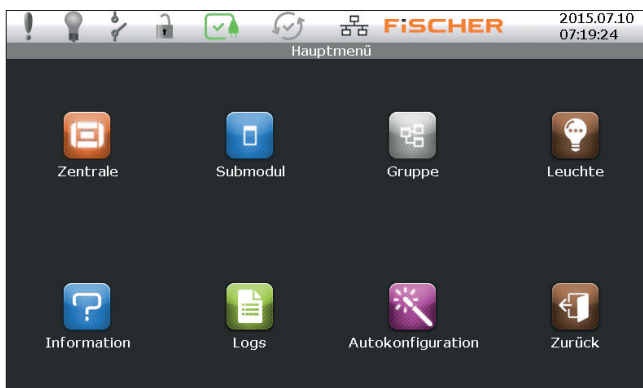 FiSCHER
2015.07.10
07:19:24
Hauptmenü
Zentrale
Submodul
Gruppe
Leuchte
Information
Logs
Autokonfiguration
Zurück